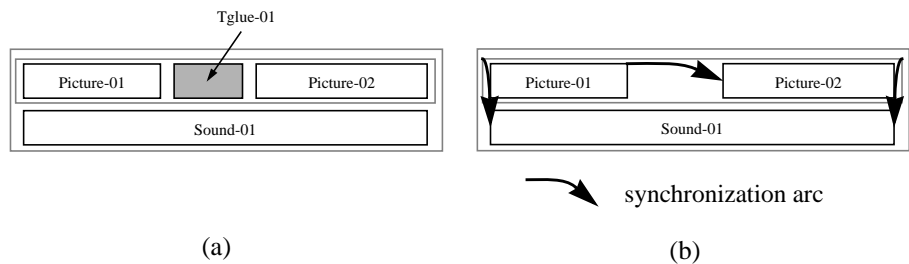 Tglue-01
Picture-01
Picture-02
Sound-01
(a)
Picture-01
Picture-02
Sound-01
synchronization arc
(b)